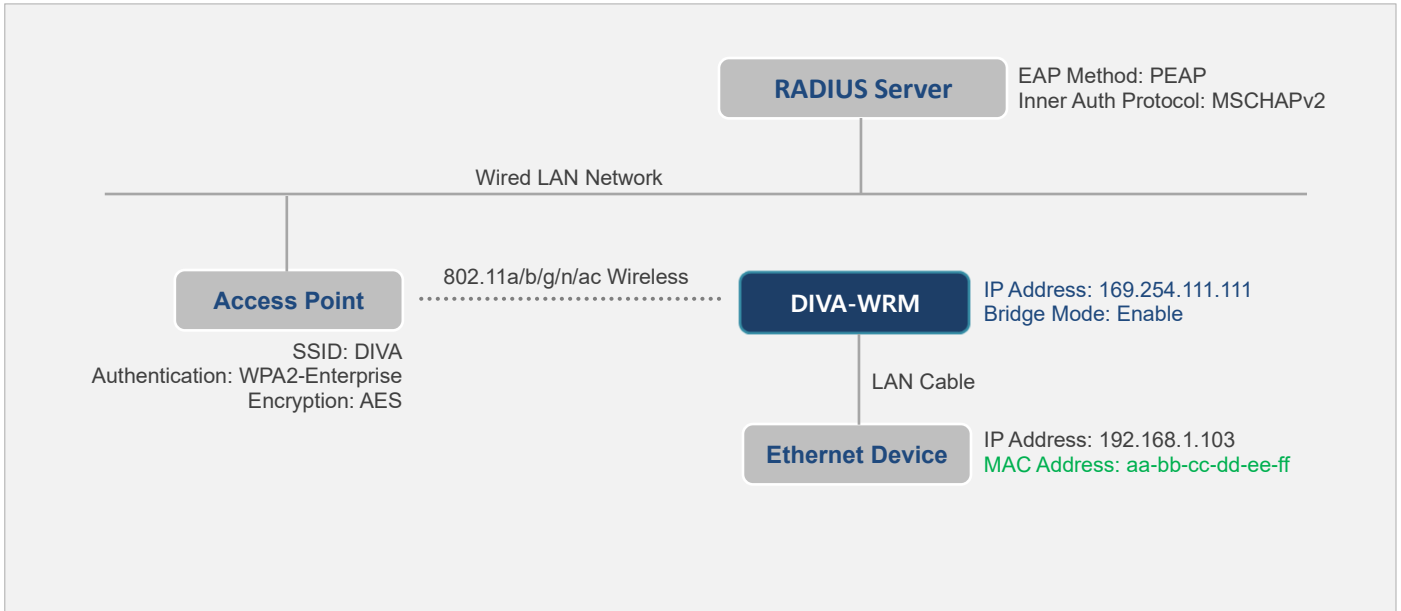 RADIUS Server
EAP Method: PEAP
Inner Auth Protocol: MSCHAPv2
Wired LAN Network
802.11a/b/g/n/ac Wireless
Access Point
DIVA-WRM
IP Address: 169.254.111.111
Bridge Mode: Enable
SSID: DIVA
Authentication: WPA2-Enterprise
Encryption: AES
LAN Cable
Ethernet Device
IP Address: 192.168.1.103
MAC Address: aa-bb-cc-dd-ee-ff